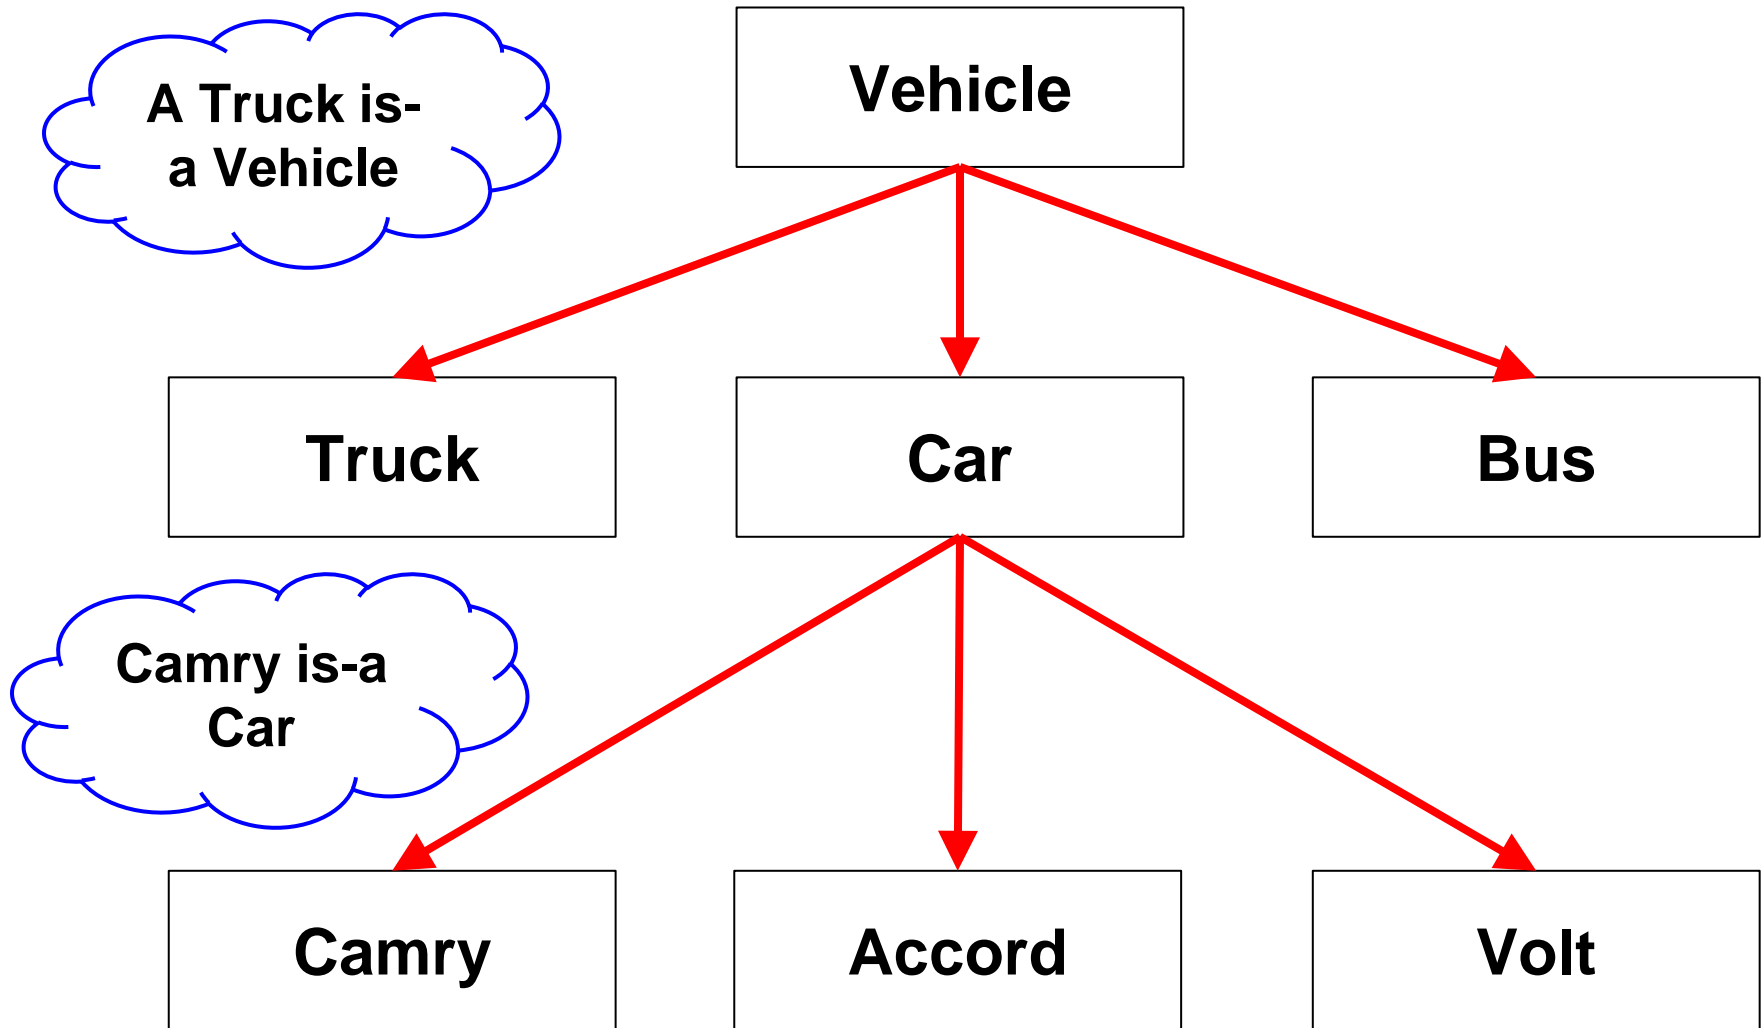 A Truck is-
a Vehicle
Vehicle
Truck
Car
Bus
Camry is-a
Car
Camry
Accord
Volt